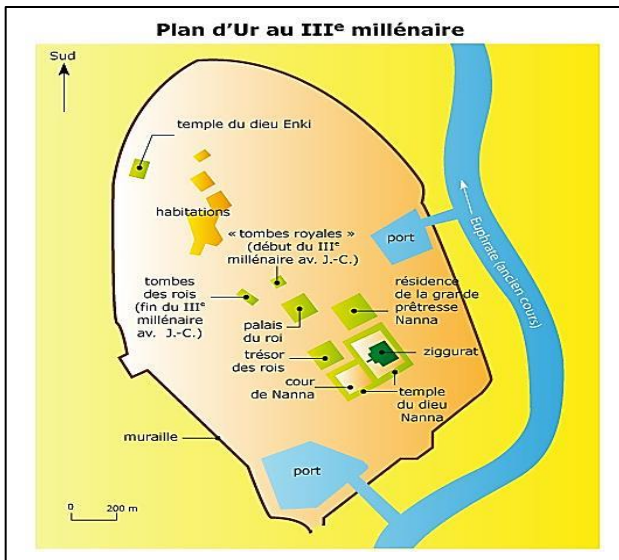 Plan d'Ur au IIIe millénaire
Sud
temple du dieu Enki
habitations
« tombes royales »
(début du IIIe
millénaire av. J.-C.)
port
Euphrate (ancien cours)
tombes
des rois
(fin du IIIe
millénaire
av. J.-C.)
palais
du roi
résidence
de la grande
prêtresse
Nanna
trésor
des rois
ziggurat
cour
de Nanna
temple
du dieu
Nanna
muraille
port
0 200 m